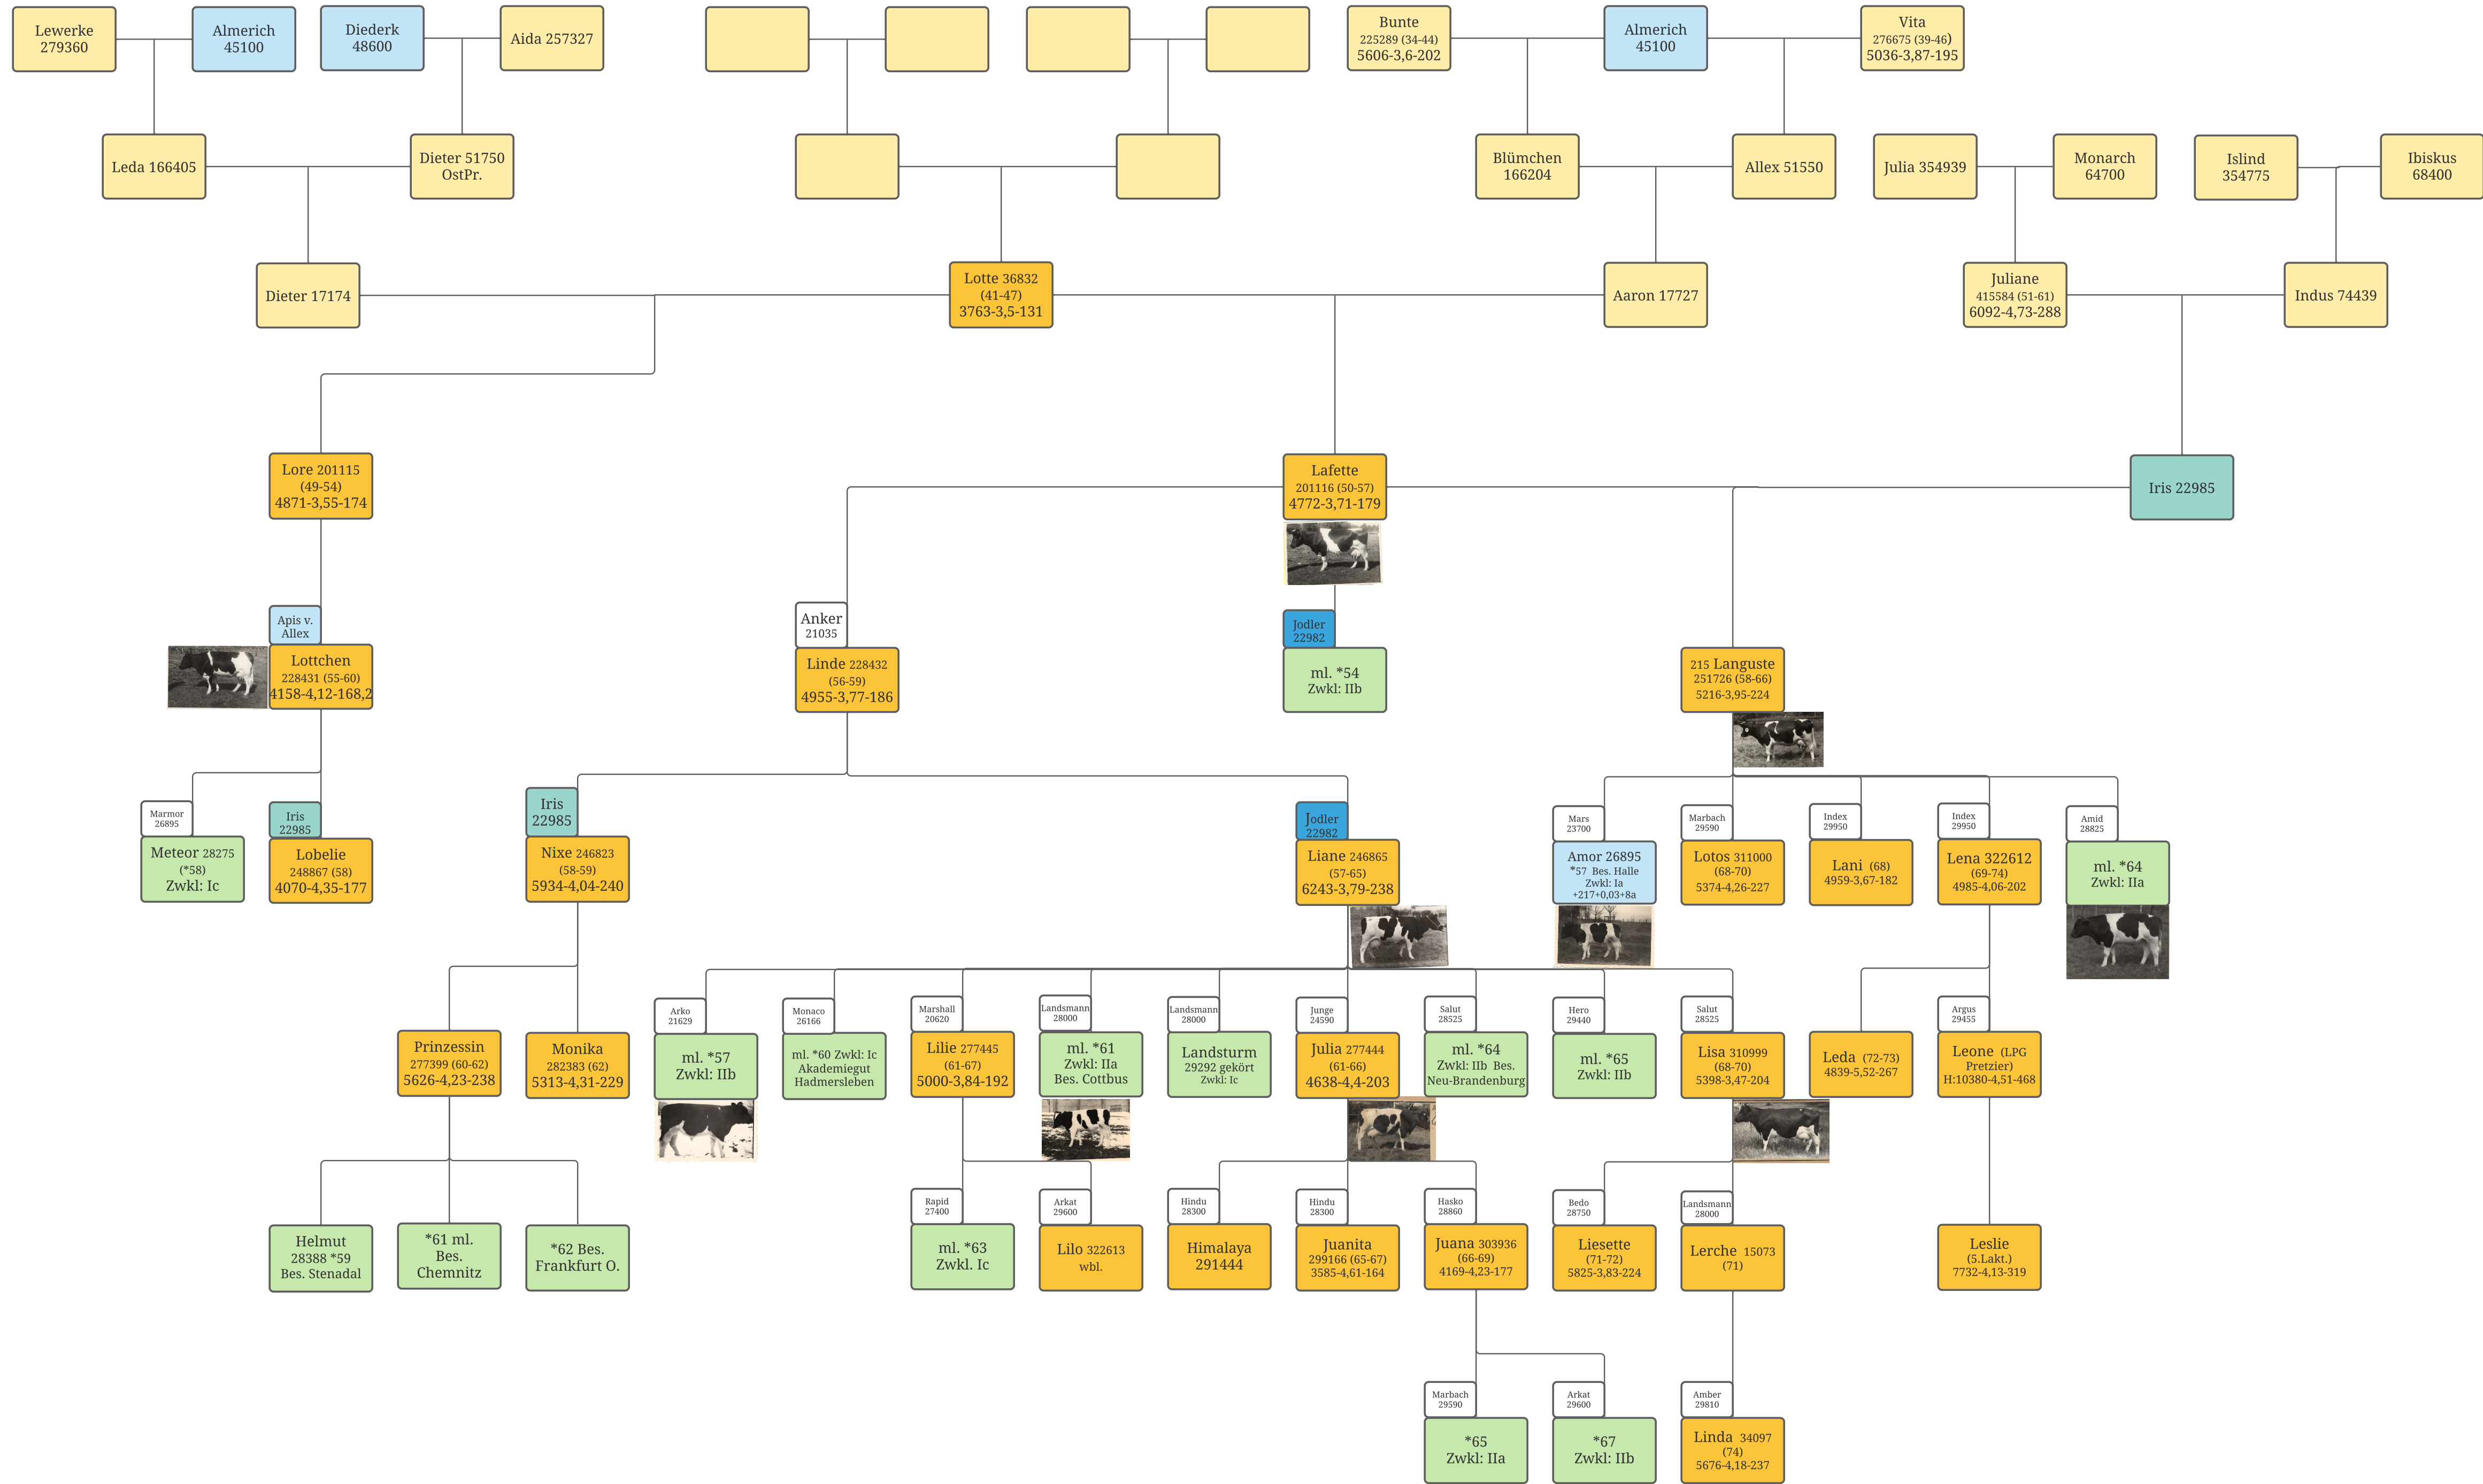 Lewerke
279360
Almerich
45100
Diederk
48600
Aida 257327
Bunte
225289 (34-44)
5606-3,6-202
Almerich
45100
Vita
276675 (39-46)
5036-3,87-195
Leda 166405
Dieter 51750
OstPr.
Blümchen
166204
Allex 51550
Julia 354939
Monarch
64700
Islind
354775
Ibiskus
68400
Dieter 17174
Lotte 36832
(41-47)
3763-3,5-131
Aaron 17727
Juliane
415584 (51-61)
6092-4,73-288
Indus 74439
Lore 201115
(49-54)
4871-3,55-174
Lafette
201116 (50-57)
4772-3,71-179
Iris 22985
Apis v.
Allex
Lottchen
228431 (55-60)
4158-4,12-168,2
Anker
21035
Linde 228432
(56-59)
4955-3,77-186
Jodler
22982
ml. *54
Zwkl: IIb
215 Languste
251726 (58-66)
5216-3,95-224
Marmor
26895
Meteor 28275
(*58)
Zwkl: Ic
Iris
22985
Lobelie
248867 (58)
4070-4,35-177
Iris
22985
Nixe 246823
(58-59)
5934-4,04-240
Jodler
22982
Liane 246865
(57-65)
6243-3,79-238
Mars
23700
Amor 26895
*57 Bes. Halle
Zwkl: Ia
+217+0,03+8a
Marbach
29590
Lotos 311000
(68-70)
5374-4,26-227
Index
29950
Lani (68)
4959-3,67-182
Index
29950
Lena 322612
(69-74)
4985-4,06-202
Amid
28825
ml. *64
Zwkl: IIa
Prinzessin
277399 (60-62)
5626-4,23-238
Monika
282383 (62)
5313-4,31-229
Arko
21629
ml. *57
Zwkl: IIb
Monaco
26166
ml. *60 Zwkl: Ic
Akademiegut
Hadmersleben
Marshall
20620
Lilie 277445
(61-67)
5000-3,84-192
Landsmann
28000
ml. *61
Zwkl: IIa
Bes. Cottbus
Landsmann
28000
Landsturm
29292 gekört
Zwkl: Ic
Junge
24590
Julia 277444
(61-66)
4638-4,4-203
Salut
28525
ml. *64
Zwkl: IIb Bes.
Neu-Brandenburg
Hero
29440
ml. *65
Zwkl: IIb
Salut
28525
Lisa 310999
(68-70)
5398-3,47-204
Leda (72-73)
4839-5,52-267
Argus
29455
Leone (LPG
Pretzier)
H:10380-4,51-468
Helmut
28388 *59
Bes. Stenadal
*61 ml.
Bes.
Chemnitz
*62 Bes.
Frankfurt O.
Rapid
27400
ml. *63
Zwkl. Ic
Arkat
29600
Lilo 322613
wbl.
Hindu
28300
Himalaya
291444
Hindu
28300
Juanita
299166 (65-67)
3585-4,61-164
Hasko
28860
Juana 303936
(66-69)
4169-4,23-177
Bedo
28750
Liesette
(71-72)
5825-3,83-224
Landsmann
28000
Lerche 15073
(71)
Leslie
(5.Lakt.)
7732-4,13-319
Marbach
29590
*65
Zwkl: IIa
Arkat
29600
*67
Zwkl: IIb
Amber
29810
Linda 34097
(74)
5676-4,18-237